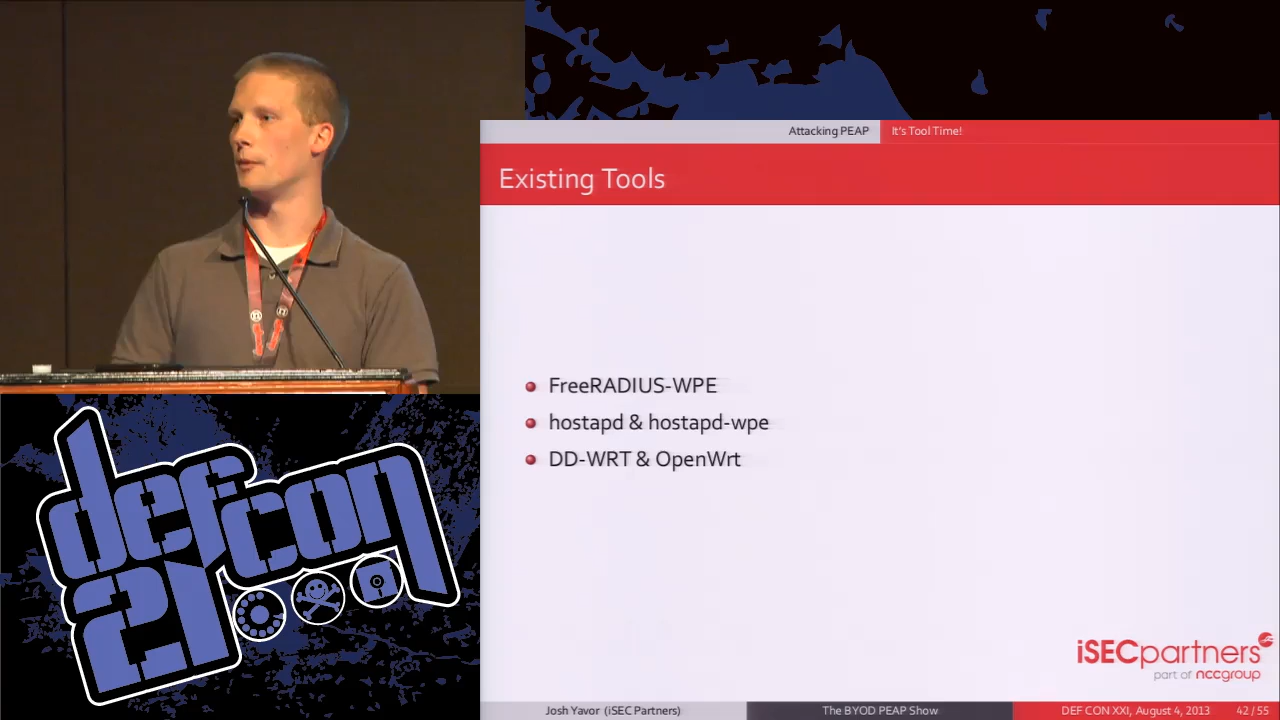 Attacking PEAP
It's Tool Time!
Existing Tools
FreeRADIUS-WPE
hostapd & hostapd-wpe
DD-WRT & OpenWrt
defcon
21
iSECpartners
part of nccgroup
Josh Yavor (iSEC Partners)
The BYOD PEAP Show
DEF CON XXI, August 4, 2013
42 / 55